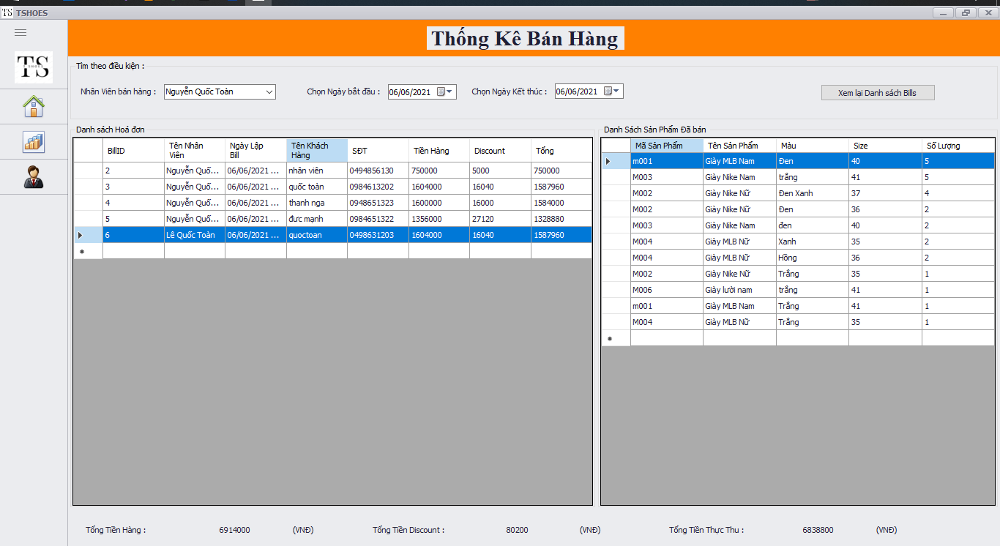 TS TSHOES
Thống Kê Bán Hàng
TS
SHOES
Tìm theo điều kiện :
Nhân Viên bán hàng : Nguyễn Quốc Toàn Chọn Ngày bắt đầu : 06/06/2021 Chọn Ngày Kết thúc : 06/06/2021 Xem lại Danh sách Bills
Danh sách Hoá đơn
BillID Tên Nhân Viên Ngày Lập Bill Tên Khách Hàng SĐT Tiền Hàng Discount Tổng
2 Nguyễn Quố... 06/06/2021 ... nhân viên 0494856130 750000 5000 750000
3 Nguyễn Quố... 06/06/2021 ... quốc toàn 0984613202 1604000 16040 1587960
4 Nguyễn Quố... 06/06/2021 ... thanh nga 0948651323 1600000 16000 1584000
5 Nguyễn Quố... 06/06/2021 ... đưc mạnh 0984651322 1356000 27120 1328880
6 Lê Quốc Toàn 06/06/2021 ... quoctoan 0498631203 1604000 16040 1587960
Danh Sách Sản Phẩm Đã bán
Mã Sản Phẩm Tên Sản Phẩm Màu Size Số Lượng
m001 Giày MLB Nam Đen 40 5
M003 Giày Nike Nam trắng 41 5
M002 Giày Nike Nữ Đen Xanh 37 4
M002 Giày Nike Nữ Đen 36 2
M003 Giày Nike Nam đen 40 2
M004 Giày MLB Nữ Xanh 35 2
M004 Giày MLB Nữ Hồng 36 2
M002 Giày Nike Nữ Trắng 35 1
M006 Giày lười nam trắng 41 1
m001 Giày MLB Nam Trắng 41 1
M004 Giày MLB Nữ Trắng 35 1
Tổng Tiền Hàng : 6914000 (VNĐ) Tổng Tiền Discount : 80200 (VNĐ) Tổng Tiền Thực Thu : 6838800 (VNĐ)